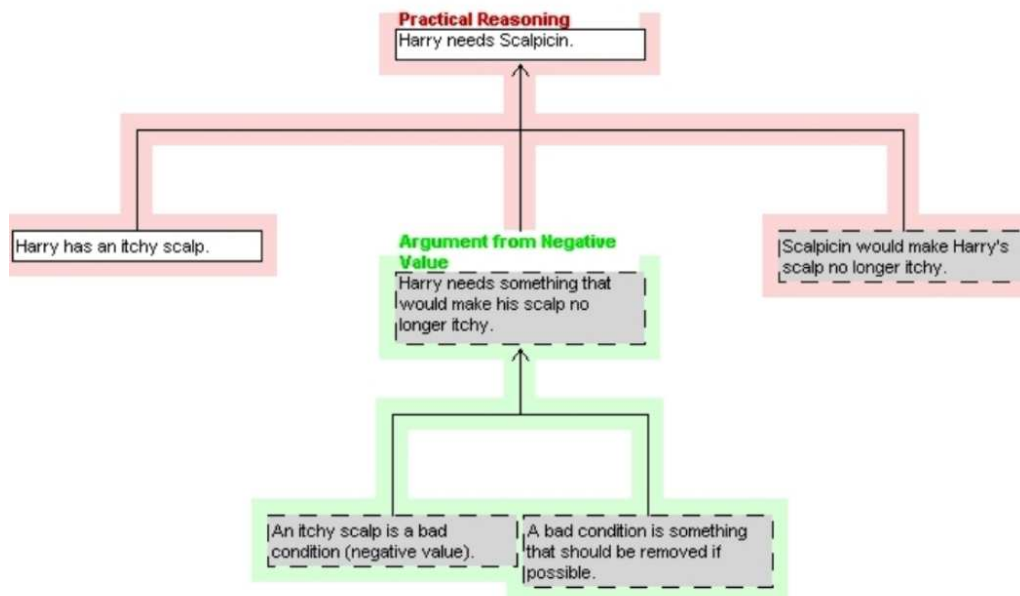 Practical Reasoning
Harry needs Scalpicin.
Harry has an itchy scalp.
Argument from Negative
Value
Harry needs something that
would make his scalp no
longer itchy.
Scalpicin would make Harry's
scalp no longer itchy.
An itchy scalp is a bad
condition (negative value).
A bad condition is something
that should be removed if
possible.